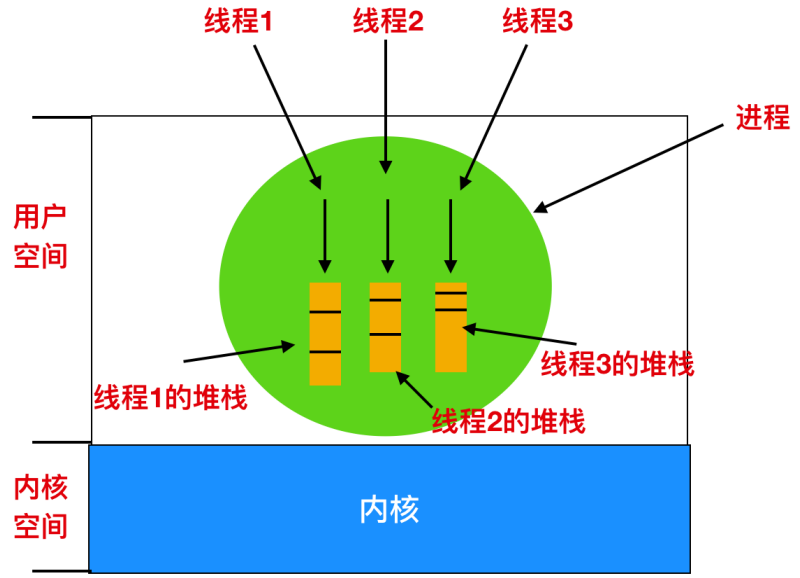 线程1
线程2
线程3
进程
用户
空间
线程1的堆栈
线程2的堆栈
线程3的堆栈
内核
空间
内核